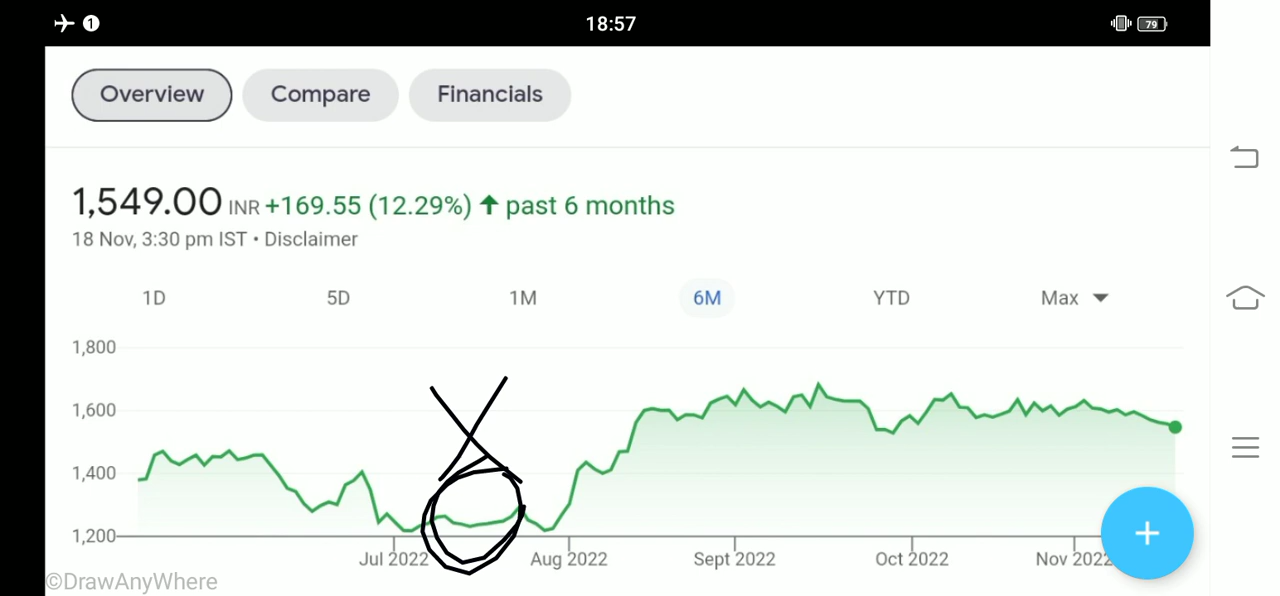 1 18:57 79
Overview Compare Financials
1,549.00 INR +169.55 (12.29%) ↑ past 6 months
18 Nov, 3:30 pm IST • Disclaimer
1D 5D 1M 6M YTD Max
1,800
1,600
1,400
1,200
Jul 2022 Aug 2022 Sept 2022 Oct 2022 Nov 2022
©DrawAnyWhere